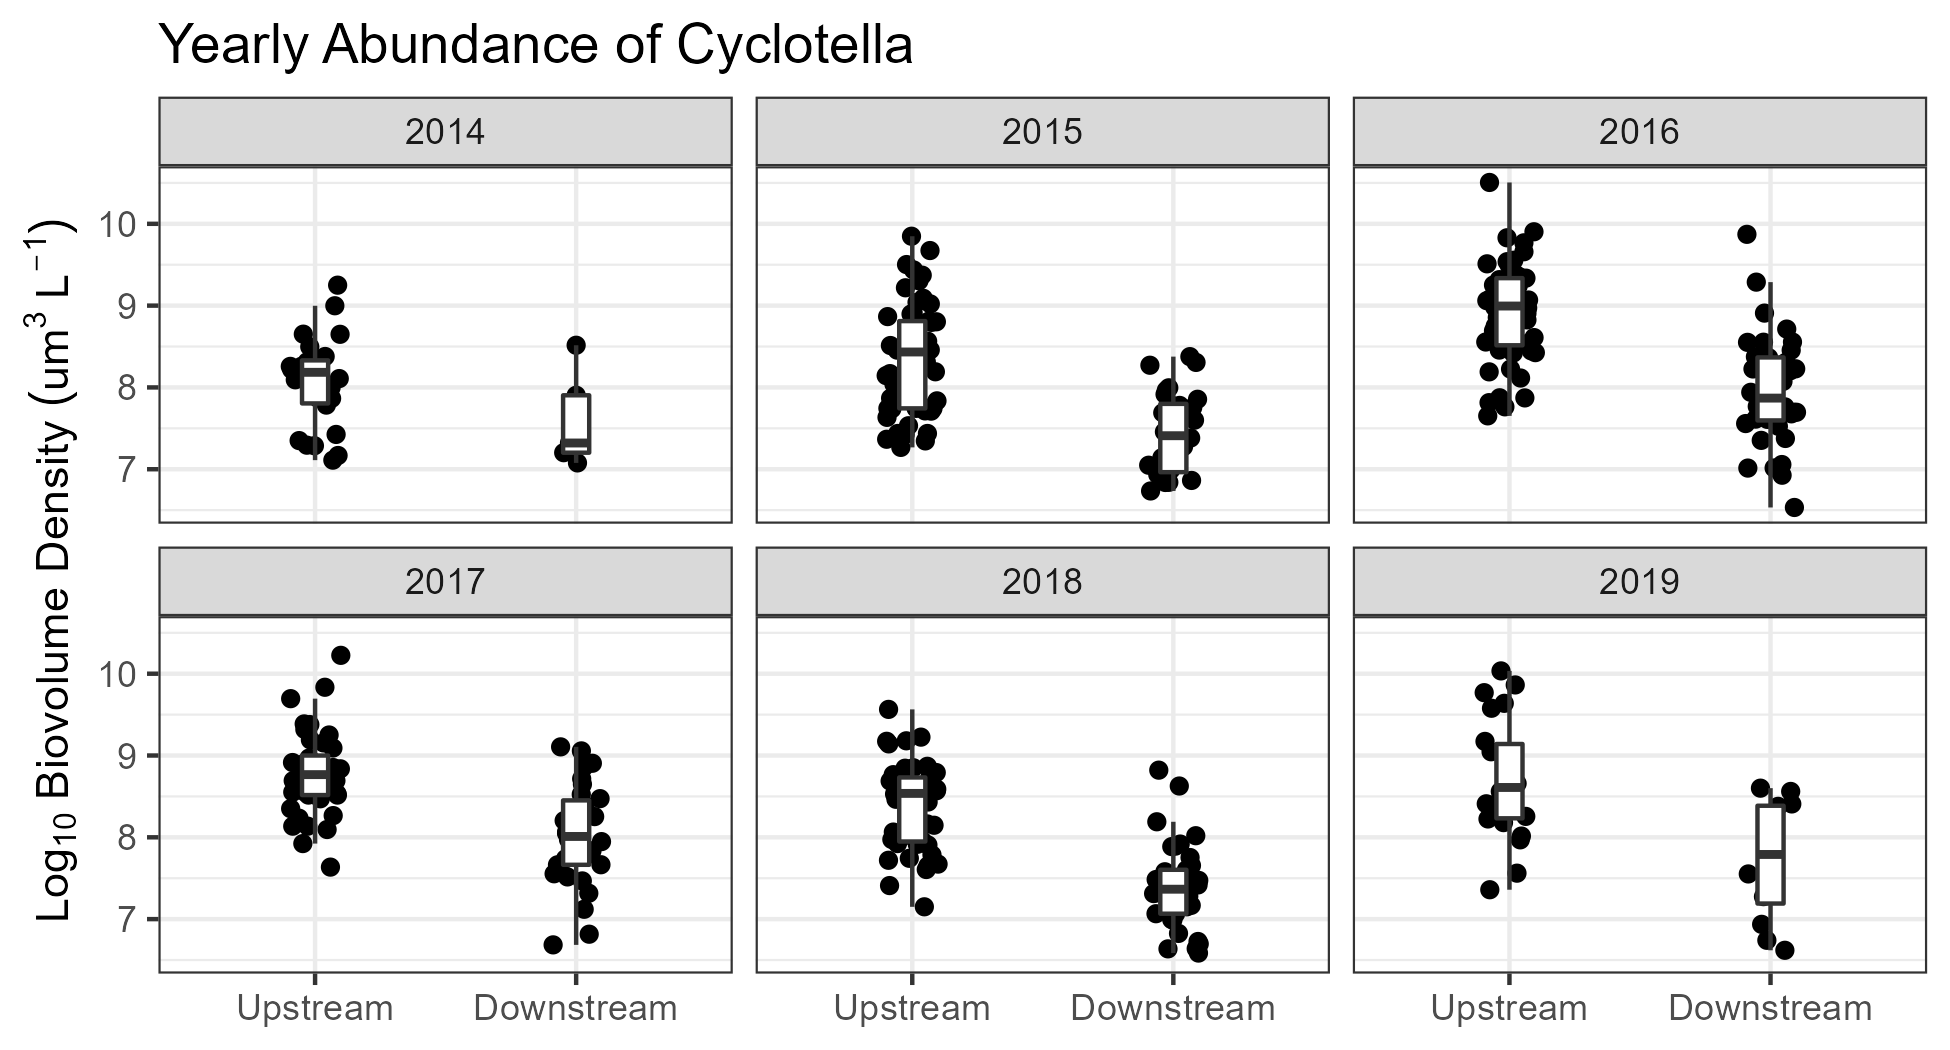 Yearly Abundance of Cyclotella
2014 2015 2016
Log₁₀ Biovolume Density (um³ L⁻¹)
10
9
8
7
2017 2018 2019
10
9
8
7
Upstream Downstream Upstream Downstream Upstream Downstream